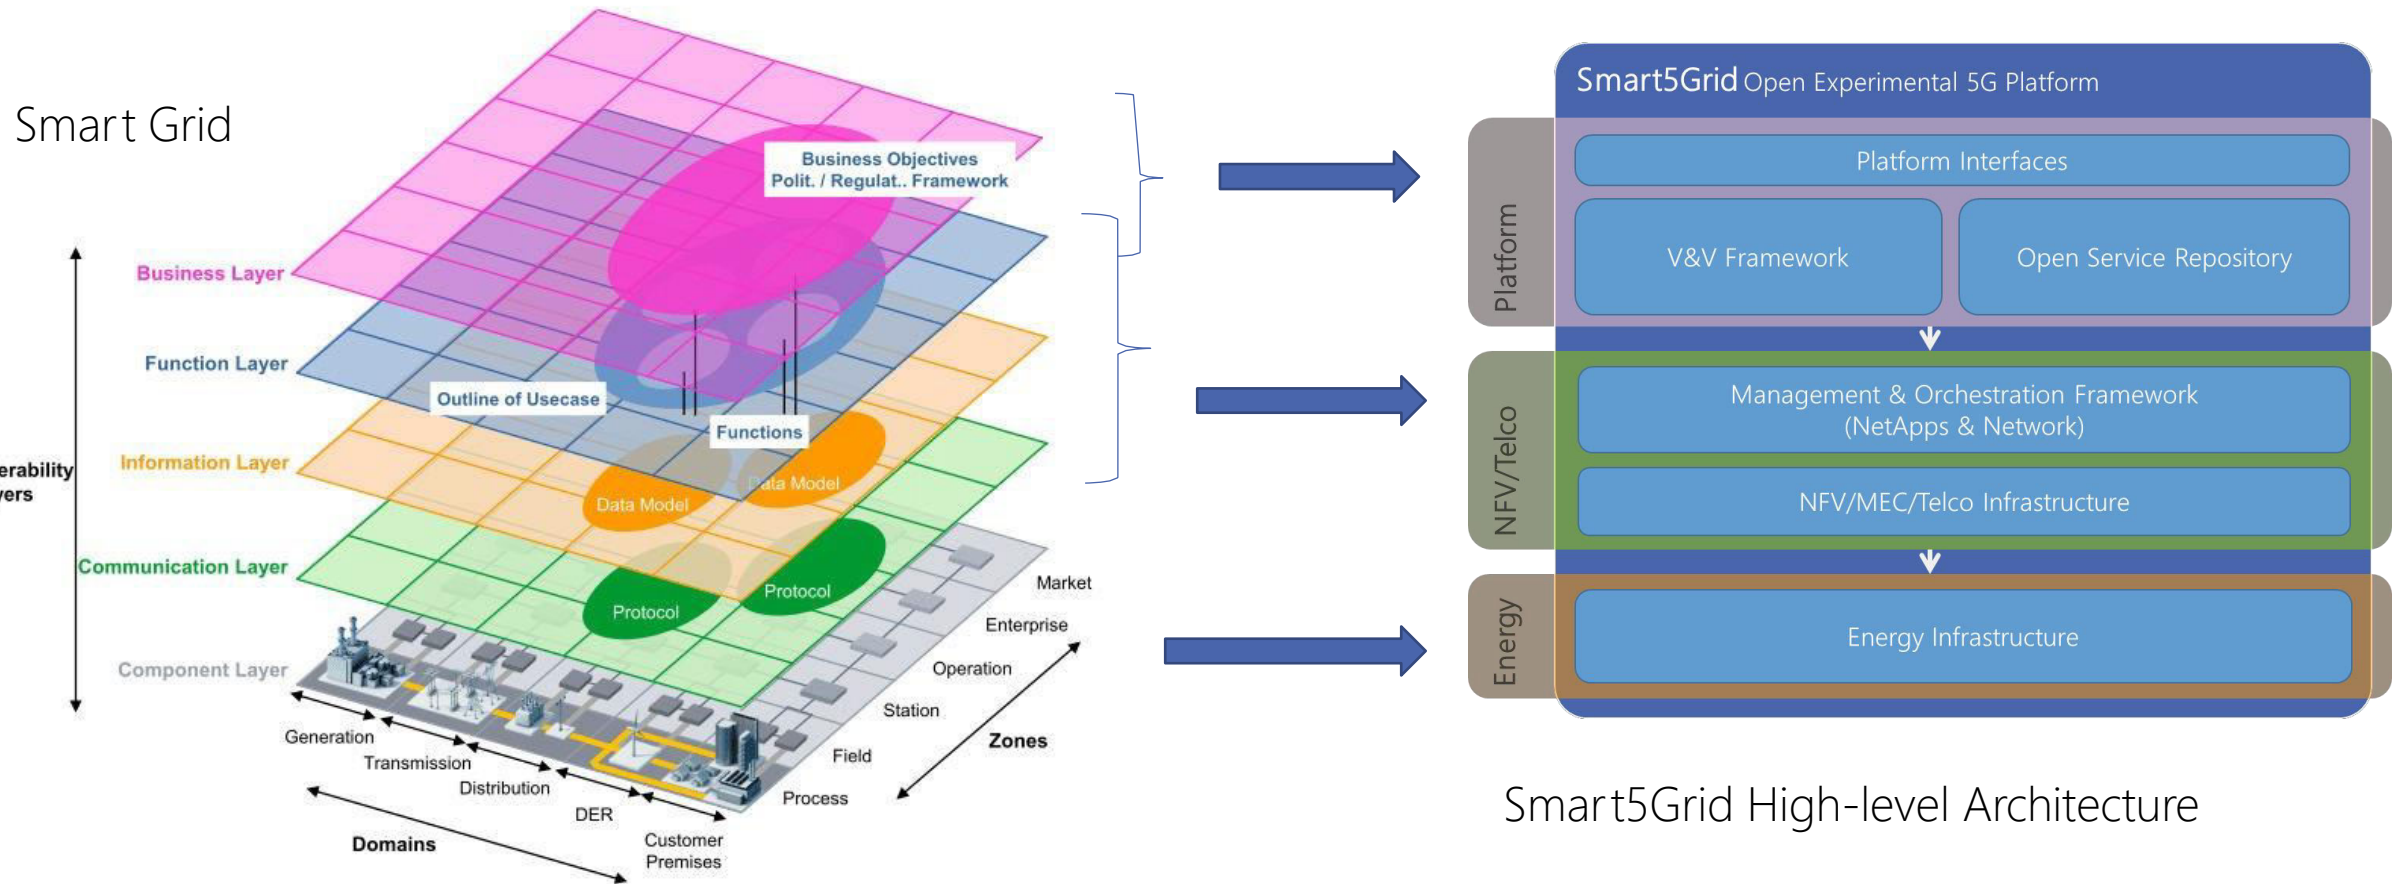 Smart Grid
Business Objectives
Polit. / Regulat.. Framework
Business Layer
Function Layer
Outline of Usecase
Functions
erability
yers
Information Layer
Data Model
Data Model
Communication Layer
Protocol
Protocol
Component Layer
Market
Enterprise
Operation
Station
Field
Process
Zones
Generation
Transmission
Distribution
DER
Customer
Premises
Domains
Smart5Grid Open Experimental 5G Platform
Platform
Platform Interfaces
V&V Framework
Open Service Repository
NFV/Telco
Management & Orchestration Framework
(NetApps & Network)
NFV/MEC/Telco Infrastructure
Energy
Energy Infrastructure
Smart5Grid High-level Architecture